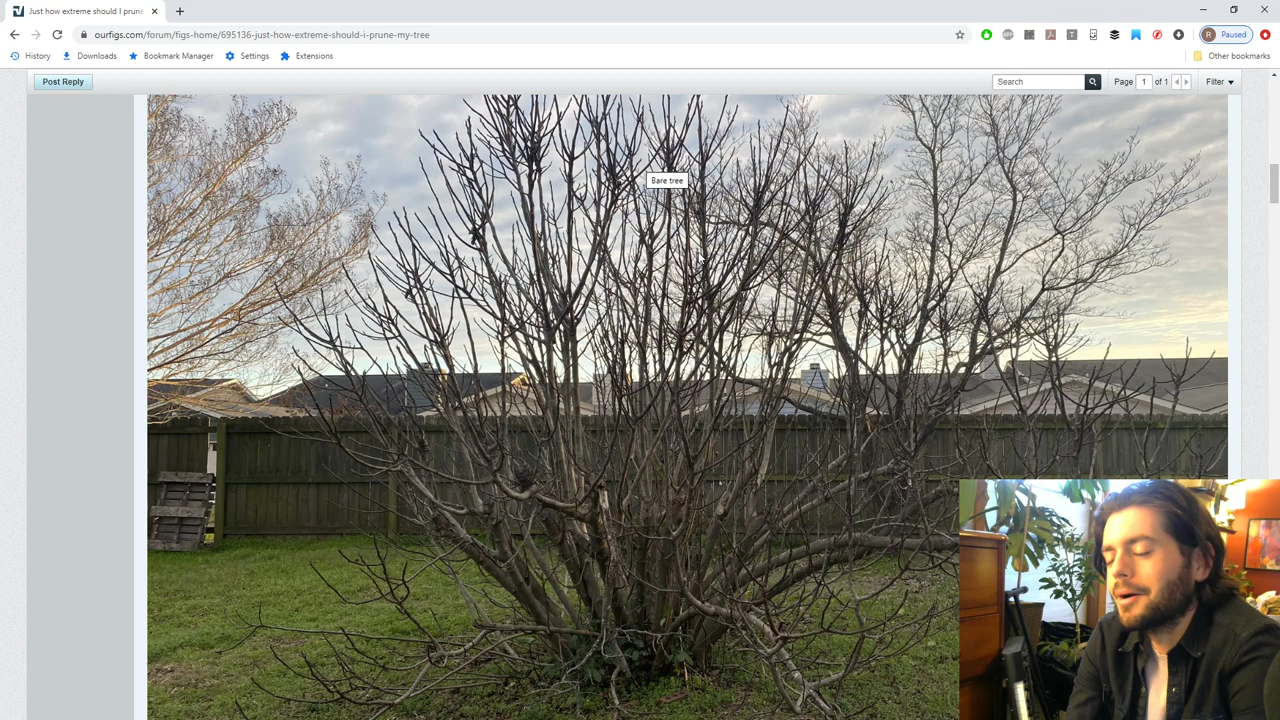 Just how extreme should I prune
ourfigs.com/forum/figs-home/695136-just-how-extreme-should-i-prune-my-tree
R Paused
History Downloads Bookmark Manager Settings Extensions Other bookmarks
Post Reply Search Page 1 of 1 Filter
Bare tree